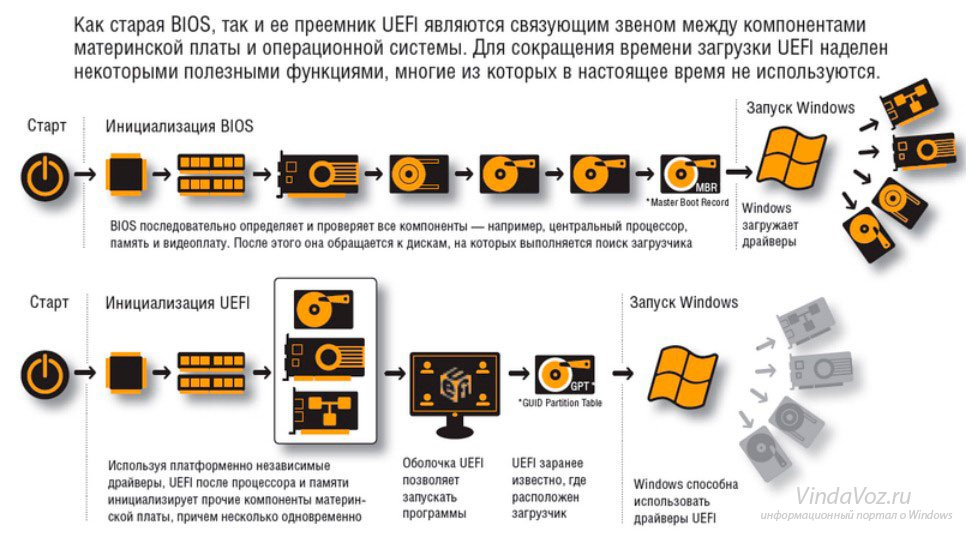 Как старая BIOS, так и ее преемник UEFI являются связующим звеном между компонентами
материнской платы и операционной системы. Для сокращения времени загрузки UEFI наделен
некоторыми полезными функциями, многие из которых в настоящее время не используются.
Старт
Инициализация BIOS
Запуск Windows
MBR
*Master Boot Record
BIOS последовательно определяет и проверяет все компоненты — например, центральный процессор,
память и видеоплату. После этого она обращается к дискам, на которых выполняется поиск загрузчика
Windows
загружает
драйверы
Старт
Инициализация UEFI
Запуск Windows
GPT *
*GUID Partition Table
Используя платформенно независимые
драйверы, UEFI после процессора и памяти
инициализирует прочие компоненты материн-
ской платы, причем несколько одновременно
Оболочка UEFI
позволяет
запускать
программы
UEFI заранее
известно, где
расположен
загрузчик
Windows способна
использовать
драйверы UEFI
VindaVoz.ru
информационный портал о Windows